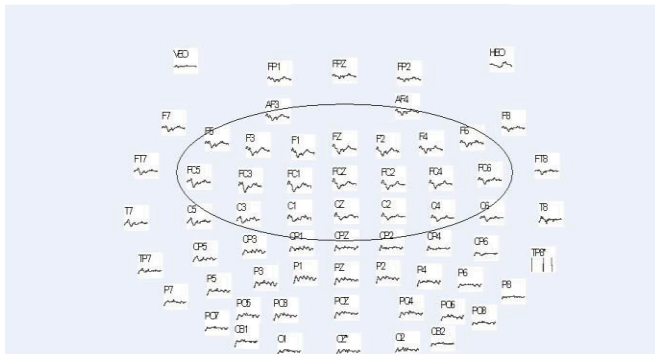 VEO FP1 FPZ FP2 HEO
AF3 AF4
F7 F5 F3 F1 FZ F2 F4 F6 F8
FT7 FC5 FC3 FC1 FCZ FC2 FC4 FC6 FT8
T7 C5 C3 C1 CZ C2 C4 C6 T8
TP7 CP5 CP3 CP1 CPZ CP2 CP4 CP6 TP8*
P7 P5 P3 P1 PZ P2 P4 P6 P8
PO7 PO5 PO3 POZ PO4 PO6 PO8
CB1 O1 OZ* O2 CB2